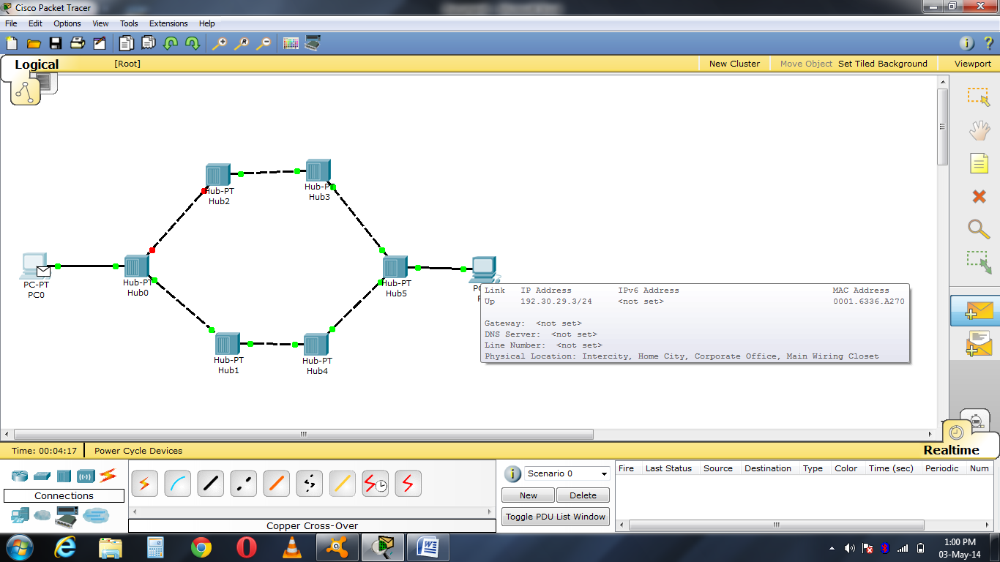 Cisco Packet Tracer
File Edit Options View Tools Extensions Help
Logical [Root] New Cluster Move Object Set Tiled Background Viewport
Hub-PT
Hub2
Hub-PT
Hub3
PC-PT
PC0
Hub-PT
Hub0
Hub-PT
Hub5
Link IP Address IPv6 Address MAC Address
Up 192.30.29.3/24 <not set> 0001.6336.A270
Gateway: <not set>
DNS Server: <not set>
Line Number: <not set>
Physical Location: Intercity, Home City, Corporate Office, Main Wiring Closet
Hub-PT
Hub1
Hub-PT
Hub4
Time: 00:04:17 Power Cycle Devices Realtime
Connections
Copper Cross-Over
Scenario 0
New Delete
Toggle PDU List Window
Fire Last Status Source Destination Type Color Time (sec) Periodic Num
1:00 PM
03-May-14